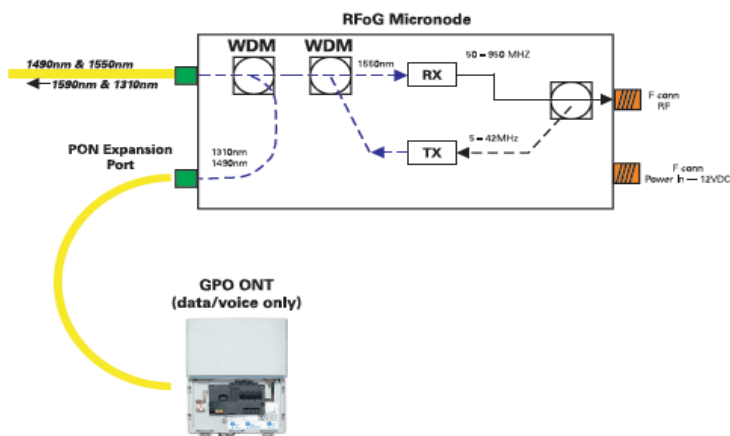 RFoG Micronode
WDM
WDM
1490nm & 1550nm
1590nm & 1310nm
1550nm
RX
50 – 950 MHZ
F conn
RF
PON Expansion
Port
1310nm
1490nm
TX
5 – 42MHz
F conn
Power In — 12VDC
GPO ONT
(data/voice only)